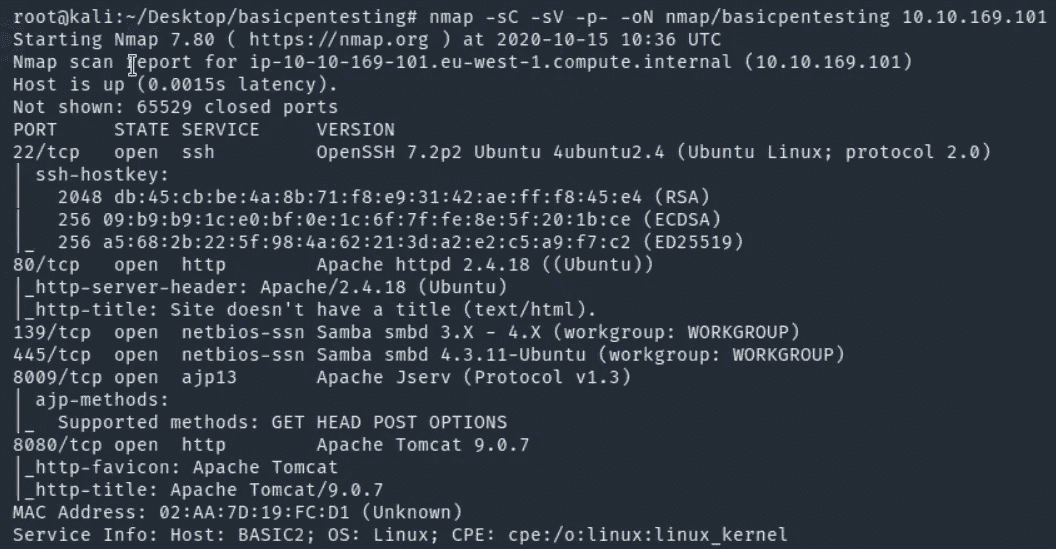 root@kali:~/Desktop/basicpentesting# nmap -sC -sV -p- -oN nmap/basicpentesting 10.10.169.101
Starting Nmap 7.80 ( https://nmap.org ) at 2020-10-15 10:36 UTC
Nmap scan report for ip-10-10-169-101.eu-west-1.compute.internal (10.10.169.101)
Host is up (0.0015s latency).
Not shown: 65529 closed ports
PORT     STATE SERVICE     VERSION
22/tcp   open  ssh         OpenSSH 7.2p2 Ubuntu 4ubuntu2.4 (Ubuntu Linux; protocol 2.0)
| ssh-hostkey:
|   2048 db:45:cb:be:4a:8b:71:f8:e9:31:42:ae:ff:f8:45:e4 (RSA)
|   256 09:b9:b9:1c:e0:bf:0e:1c:6f:7f:fe:8e:5f:20:1b:ce (ECDSA)
|_  256 a5:68:2b:22:5f:98:4a:62:21:3d:a2:e2:c5:a9:f7:c2 (ED25519)
80/tcp   open  http        Apache httpd 2.4.18 ((Ubuntu))
|_http-server-header: Apache/2.4.18 (Ubuntu)
|_http-title: Site doesn't have a title (text/html).
139/tcp  open  netbios-ssn Samba smbd 3.X - 4.X (workgroup: WORKGROUP)
445/tcp  open  netbios-ssn Samba smbd 4.3.11-Ubuntu (workgroup: WORKGROUP)
8009/tcp open  ajp13       Apache Jserv (Protocol v1.3)
| ajp-methods:
|_  Supported methods: GET HEAD POST OPTIONS
8080/tcp open  http        Apache Tomcat 9.0.7
|_http-favicon: Apache Tomcat
|_http-title: Apache Tomcat/9.0.7
MAC Address: 02:AA:7D:19:FC:D1 (Unknown)
Service Info: Host: BASIC2; OS: Linux; CPE: cpe:/o:linux:linux_kernel